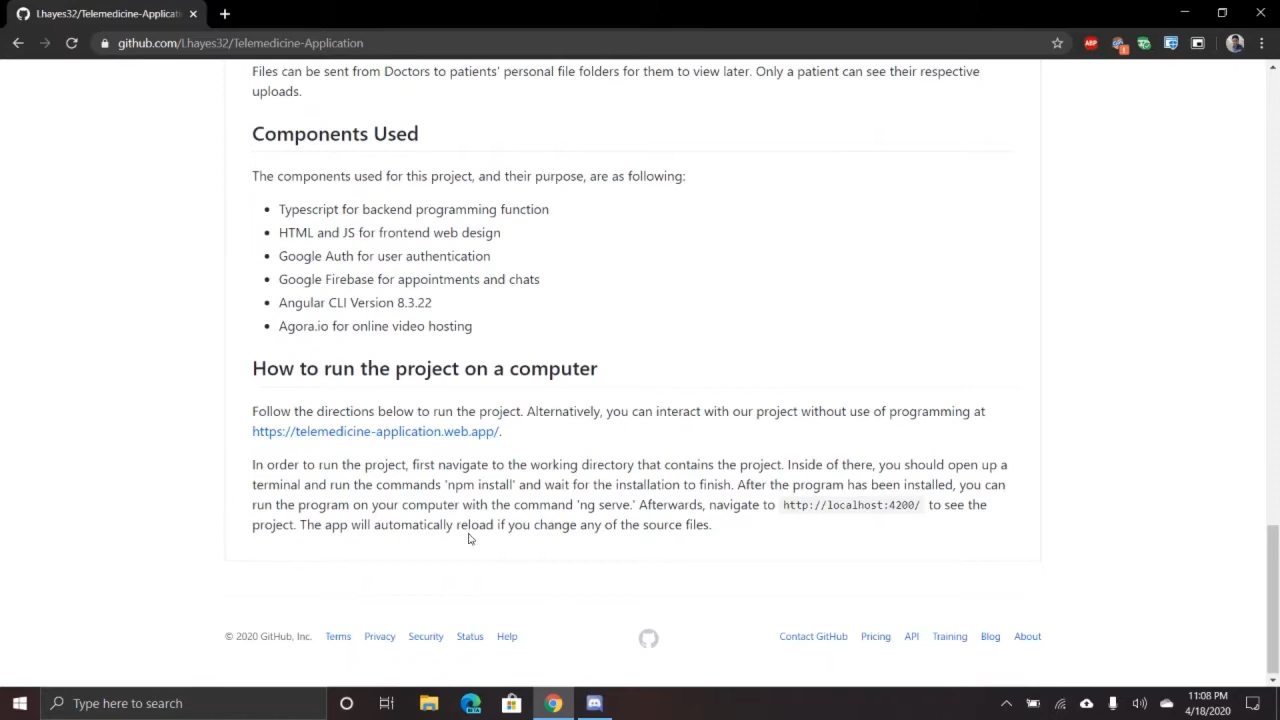 Lhayes32/Telemedicine-Applicati
github.com/Lhayes32/Telemedicine-Application
ABP
1
Files can be sent from Doctors to patients' personal file folders for them to view later. Only a patient can see their respective
uploads.
Components Used
The components used for this project, and their purpose, are as following:
• Typescript for backend programming function
• HTML and JS for frontend web design
• Google Auth for user authentication
• Google Firebase for appointments and chats
• Angular CLI Version 8.3.22
• Agora.io for online video hosting
How to run the project on a computer
Follow the directions below to run the project. Alternatively, you can interact with our project without use of programming at
https://telemedicine-application.web.app/.
In order to run the project, first navigate to the working directory that contains the project. Inside of there, you should open up a
terminal and run the commands 'npm install' and wait for the installation to finish. After the program has been installed, you can
run the program on your computer with the command 'ng serve.' Afterwards, navigate to http://localhost:4200/ to see the
project. The app will automatically reload if you change any of the source files.
© 2020 GitHub, Inc. Terms Privacy Security Status Help Contact GitHub Pricing API Training Blog About
Type here to search
BETA
11:08 PM
4/18/2020